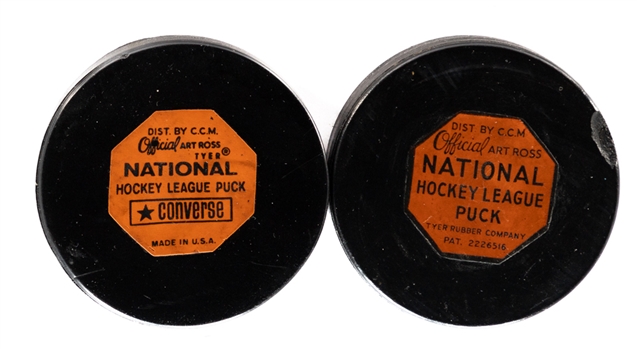 DIST. BY C.C.M.
Official ART ROSS
TYER®
NATIONAL
HOCKEY LEAGUE PUCK
★ CONVERSE
MADE IN U.S.A.
DIST. BY C.C.M
Official ART ROSS
NATIONAL
HOCKEY LEAGUE
PUCK
TYER RUBBER COMPANY
PAT. 2226516